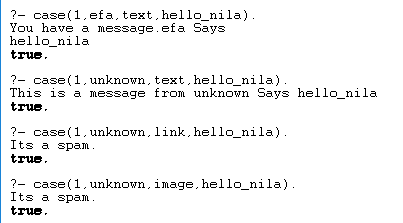 ?- case(1,efa,text,hello_nila).
You have a message.efa Says
hello_nila
true.
?- case(1,unknown,text,hello_nila).
This is a message from unknown Says hello_nila
true.
?- case(1,unknown,link,hello_nila).
Its a spam.
true.
?- case(1,unknown,image,hello_nila).
Its a spam.
true.